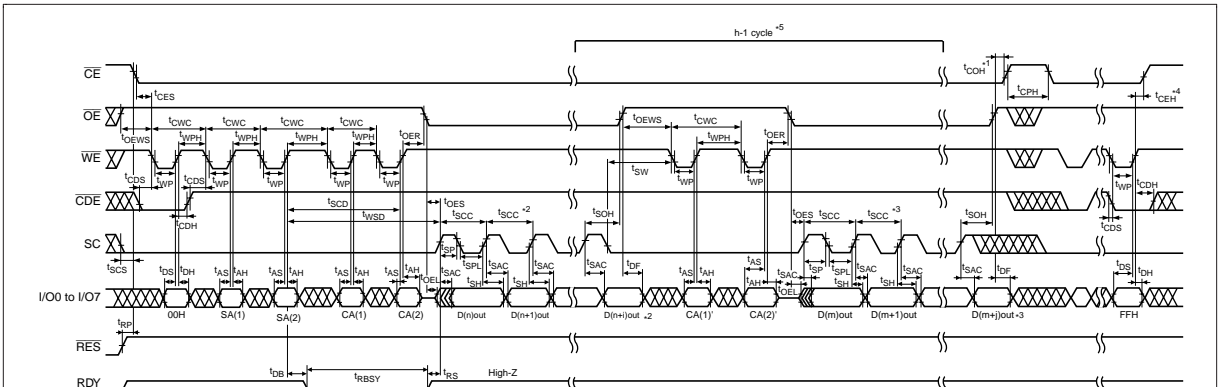 h-1 cycle *5
CE
tCES
tCOH *1
tCPH
tCEH *4
OE
tOEWS
tCWC
tCWC
tCWC
tCWC
tWPH
tWPH
tWPH
tWPH
tOER
tOEWS
tCWC
tWPH
tOER
WE
tCDS
tWP
tCDS
tWP
tWP
tWP
tWP
tSW
tWP
tWP
tWP
tCDH
CDE
tCDH
tSCD
tWSD
tOES
tSCC
tSCC *2
tSOH
tOES
tSCC
tSCC *3
tSOH
tCDS
SC
tSCS
tSP
tSPL
tSAC
tSAC
tSAC
tSAC
tDF
tSAC
tSP
tSPL
tSAC
tSAC
tSAC
tDF
tDS
tDH
tAS
tAH
tAS
tAH
tAS
tAH
tAS
tAH
tOEL
tSH
tSH
tAS
tAH
tAS
tAH
tOEL
tSH
tSH
tDS
tDH
I/O0 to I/O7
00H
SA(1)
SA(2)
CA(1)
CA(2)
D(n)out
D(n+1)out
D(n+i)out *2
CA(1)'
CA(2)'
D(m)out
D(m+1)out
D(m+j)out *3
FFH
tRP
RES
tDB
tRBSY
tRS
High-Z
RDY